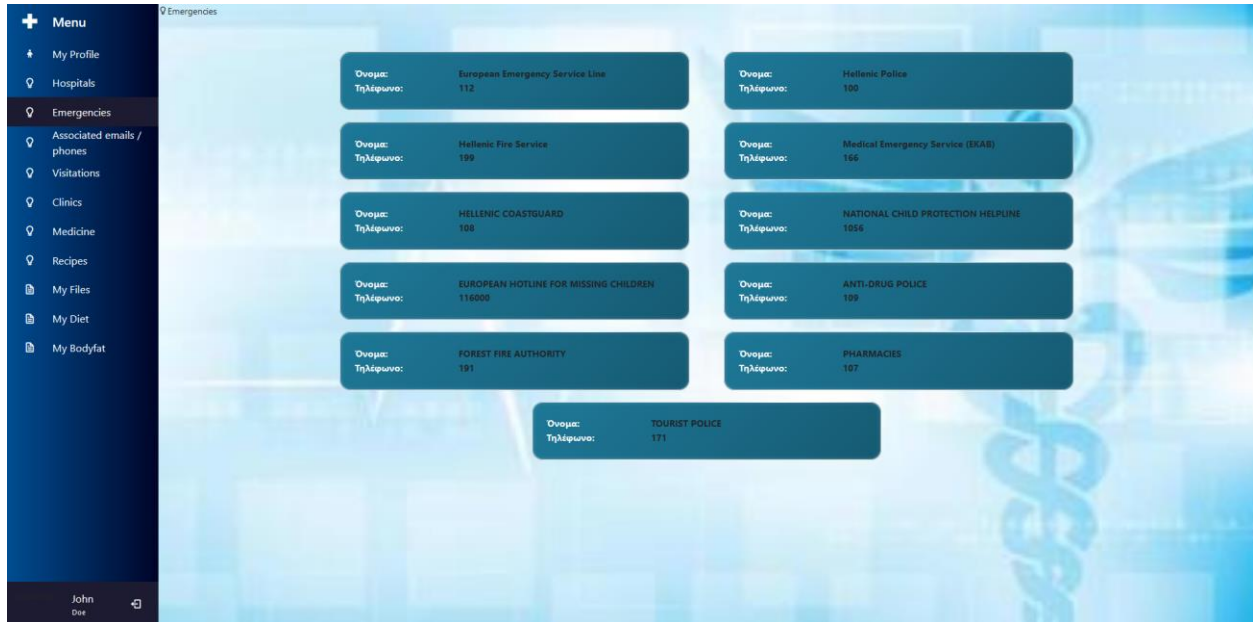 Menu
My Profile
Hospitals
Emergencies
Associated emails /
phones
Visitations
Clinics
Medicine
Recipes
My Files
My Diet
My Bodyfat
John
Doe
Emergencies
Όνομα: European Emergency Service Line
Τηλέφωνο: 112
Όνομα: Hellenic Police
Τηλέφωνο: 100
Όνομα: Hellenic Fire Service
Τηλέφωνο: 199
Όνομα: Medical Emergency Service (EKAB)
Τηλέφωνο: 166
Όνομα: HELLENIC COASTGUARD
Τηλέφωνο: 108
Όνομα: NATIONAL CHILD PROTECTION HELPLINE
Τηλέφωνο: 1056
Όνομα: EUROPEAN HOTLINE FOR MISSING CHILDREN
Τηλέφωνο: 116000
Όνομα: ANTI-DRUG POLICE
Τηλέφωνο: 109
Όνομα: FOREST FIRE AUTHORITY
Τηλέφωνο: 191
Όνομα: PHARMACIES
Τηλέφωνο: 107
Όνομα: TOURIST POLICE
Τηλέφωνο: 171